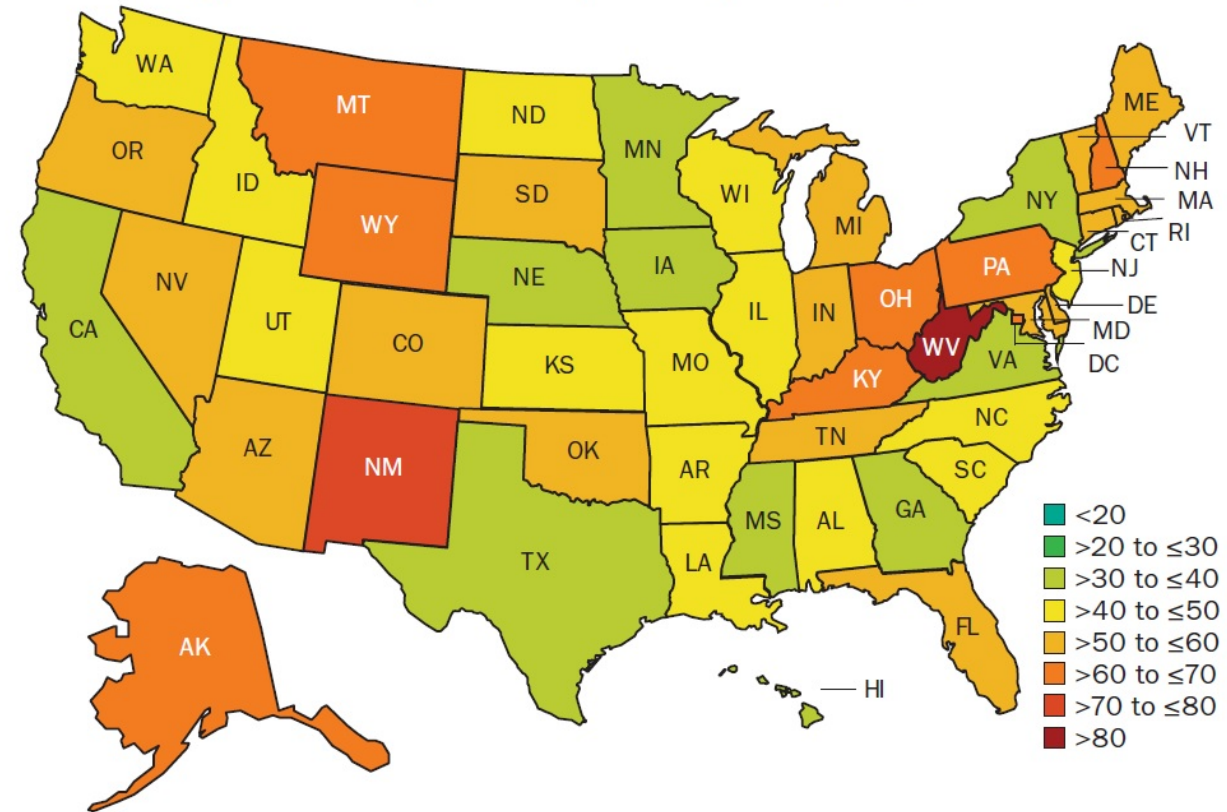 WA
MT
ND
MN
ME
VT
OR
ID
SD
WI
NH
NY
MA
WY
MI
RI
CT
IA
PA
NJ
NE
NV
OH
IL
IN
DE
UT
CA
CO
MD
WV
VA
DC
KS
MO
KY
NC
TN
AZ
OK
NM
AR
SC
MS
AL
GA
TX
LA
FL
AK
HI
<20
>20 to ≤30
>30 to ≤40
>40 to ≤50
>50 to ≤60
>60 to ≤70
>70 to ≤80
>80